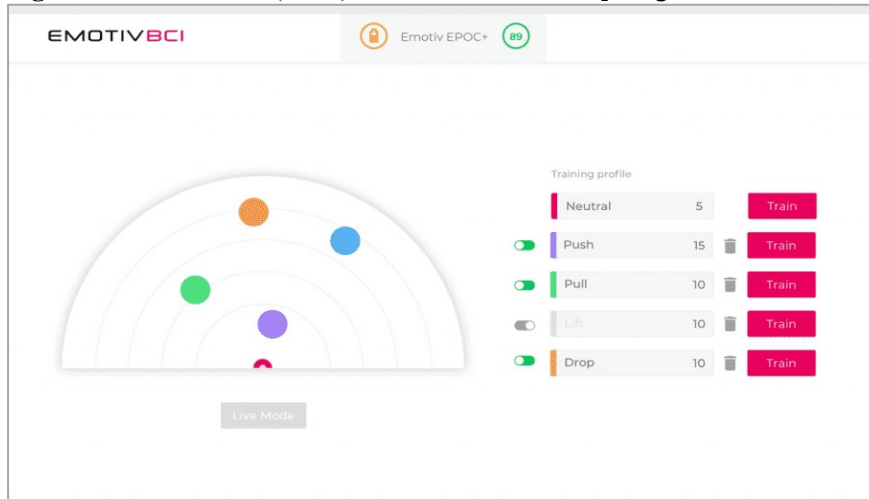 EMOTIVBCI
Emotiv EPOC+ 89
Training profile
Neutral 5 Train
Push 15 Train
Pull 10 Train
Lift 10 Train
Drop 10 Train
Live Mode